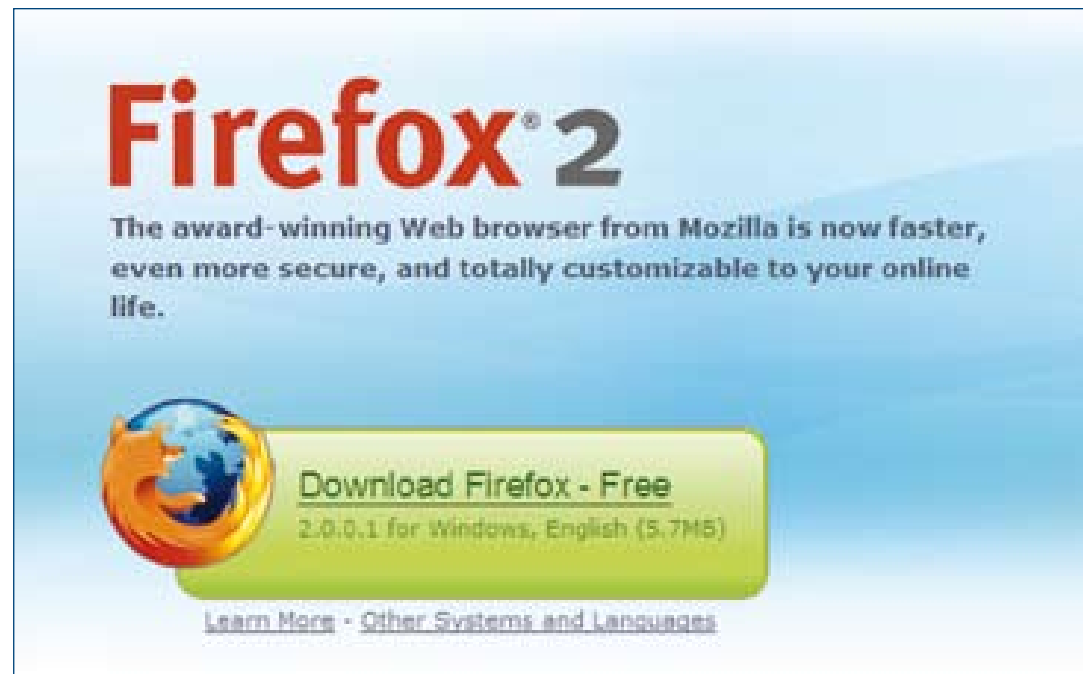 Firefox® 2
The award-winning Web browser from Mozilla is now faster,
even more secure, and totally customizable to your online
life.
Download Firefox - Free
2.0.0.1 for Windows, English (5.7MB)
Learn More - Other Systems and Languages